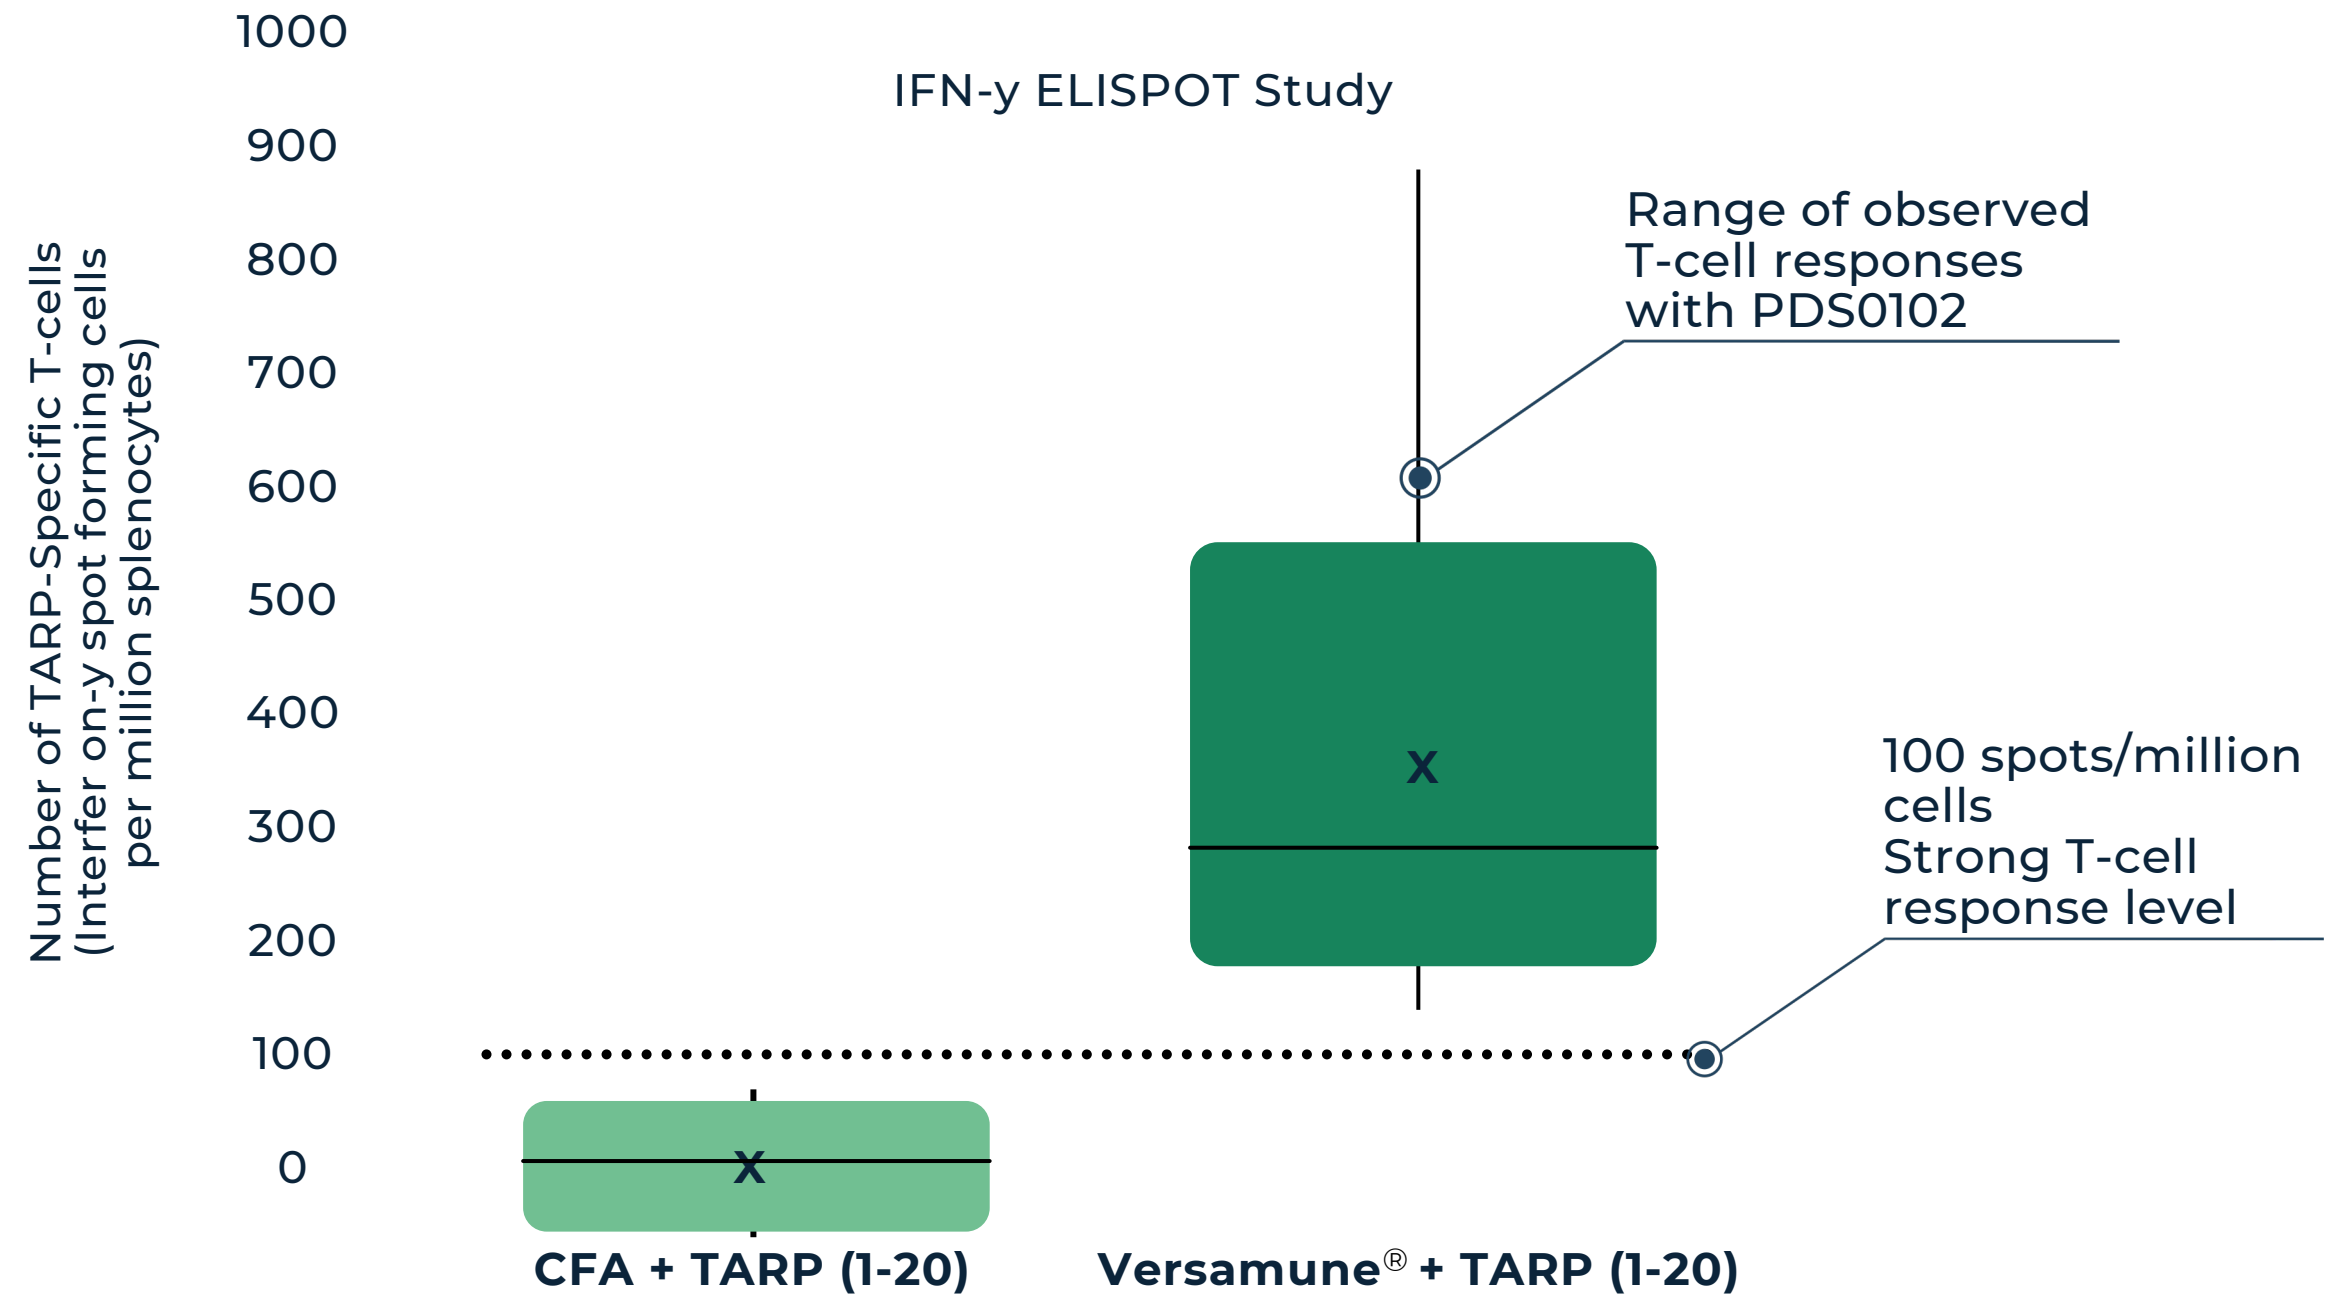 1000
IFN-y ELISPOT Study
900
Range of observed
T-cell responses
with PDS0102
800
700
600
500
400
300
200
100
0
Number of TARP-Specific T-cells
(Interfer on-y spot forming cells
per million splenocytes)
x
x
100 spots/million
cells
Strong T-cell
response level
CFA + TARP (1-20)
Versamune® + TARP (1-20)